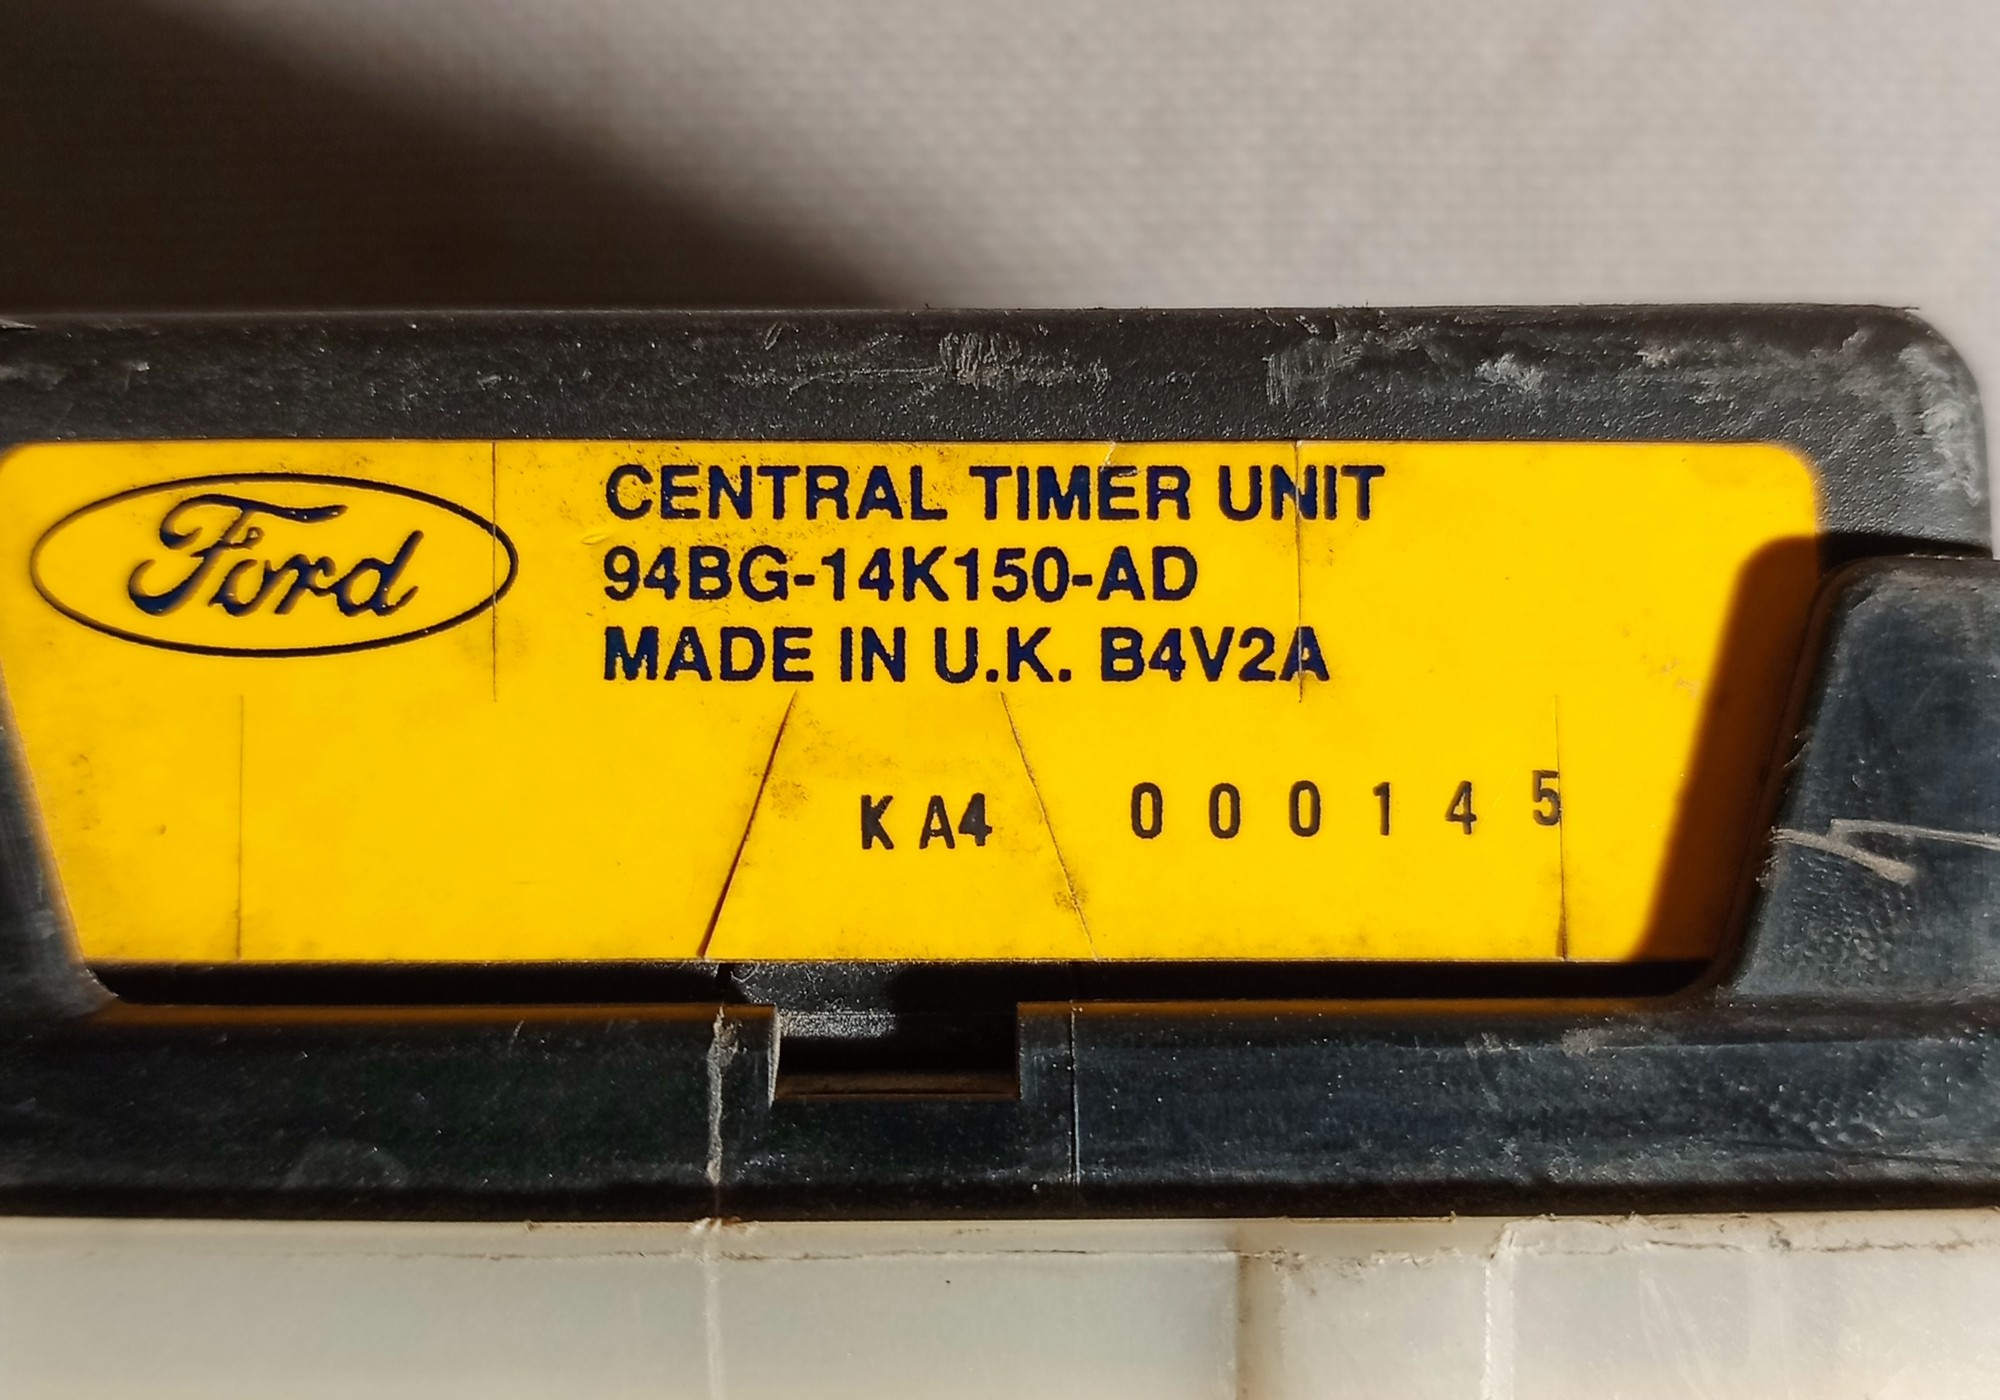 Ford
CENTRAL TIMER UNIT
94BG-14K150-AD
MADE IN U.K. B4V2A
KA4 000145